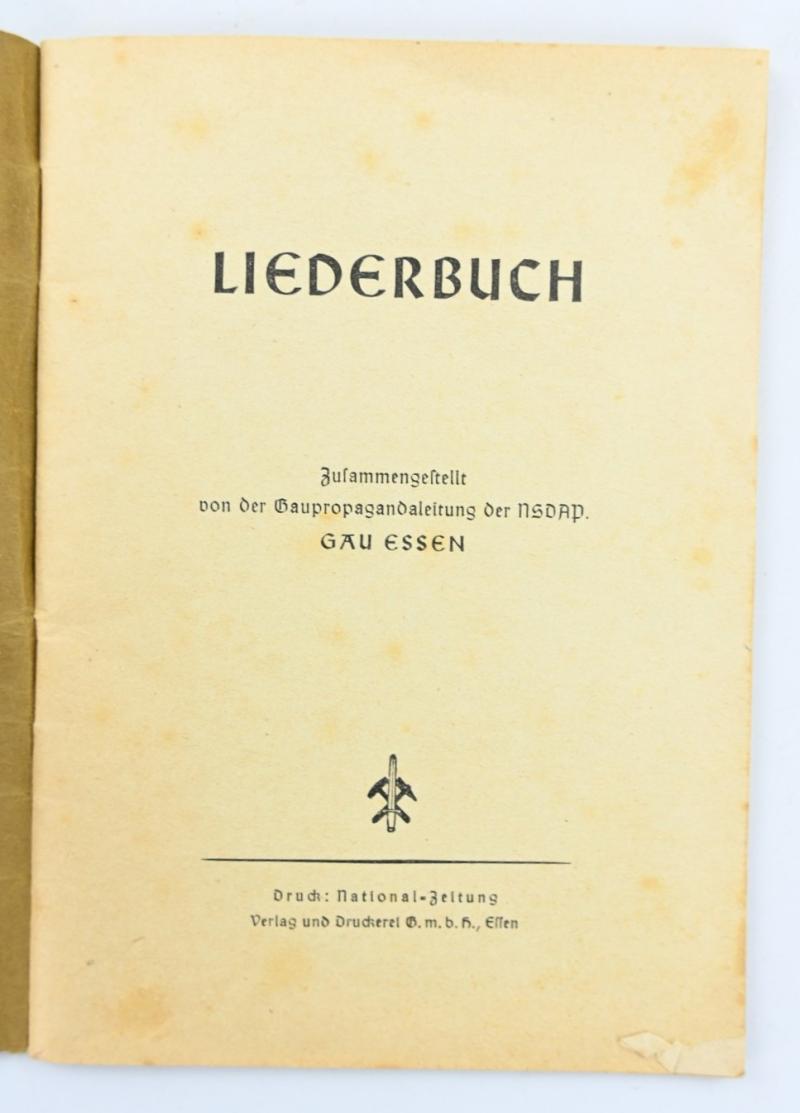 LIEDERBUCH
Zuſammengeſtellt
von der Gaupropagandaleitung der NSDAP.
GAU ESSEN
Druck: National-Zeitung
Verlag und Druckerei G.m.b.H., Eſſen